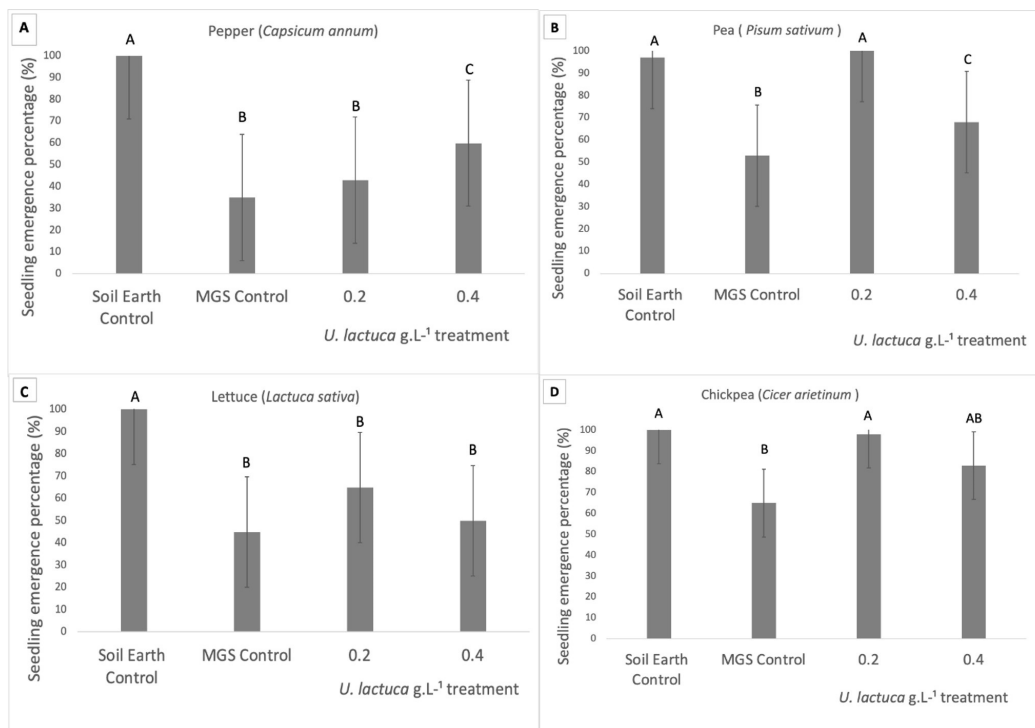 A
Pepper (Capsicum annum)
Seedling emergence percentage (%)
100
90
80
70
60
50
40
30
20
10
0
A
B
B
C
Soil Earth
Control
MGS Control
0.2
0.4
U. lactuca g.L-¹ treatment
B
Pea ( Pisum sativum )
Seedling emergence percentage (%)
100
90
80
70
60
50
40
30
20
10
0
A
B
A
C
Soil Earth
Control
MGS Control
0.2
0.4
U. lactuca g.L-¹ treatment
C
Lettuce (Lactuca sativa)
Seedling emergence percentage (%)
100
90
80
70
60
50
40
30
20
10
0
A
B
B
B
Soil Earth
Control
MGS Control
0.2
0.4
U. lactuca g.L-¹ treatment
D
Chickpea (Cicer arietinum )
Seedling emergence percentage (%)
100
90
80
70
60
50
40
30
20
10
0
A
B
A
AB
Soil Earth
Control
MGS Control
0.2
0.4
U. lactuca g.L-¹ treatment